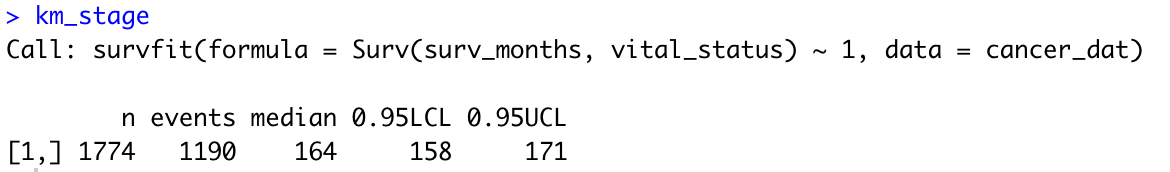 > km_stage
Call: survfit(formula = Surv(surv_months, vital_status) ~ 1, data = cancer_dat)
n events median 0.95LCL 0.95UCL
[1,] 1774 1190 164 158 171